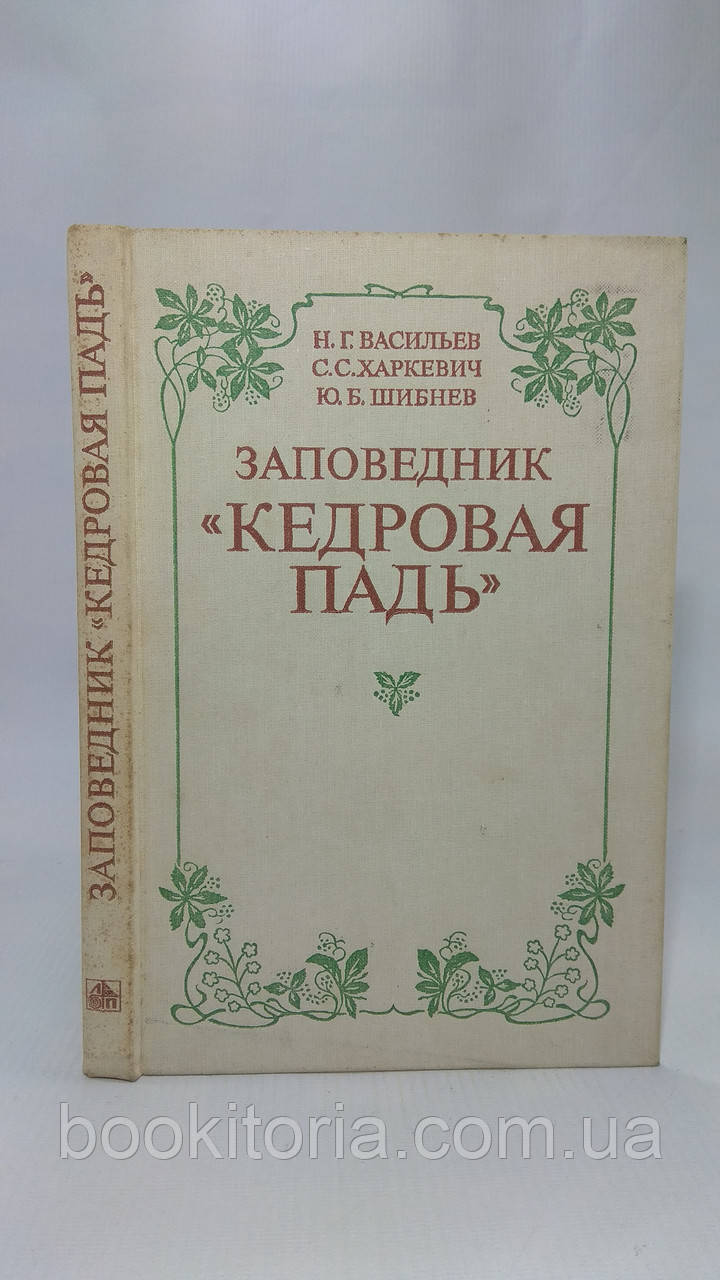 Н. Г. ВАСИЛЬЕВ
С. С. ХАРКЕВИЧ
Ю. Б. ШИБНЕВ
ЗАПОВЕДНИК
«КЕДРОВАЯ
ПАДЬ»
ЗАПОВЕДНИК «КЕДРОВАЯ ПАДЬ»
bookitoria.com.ua